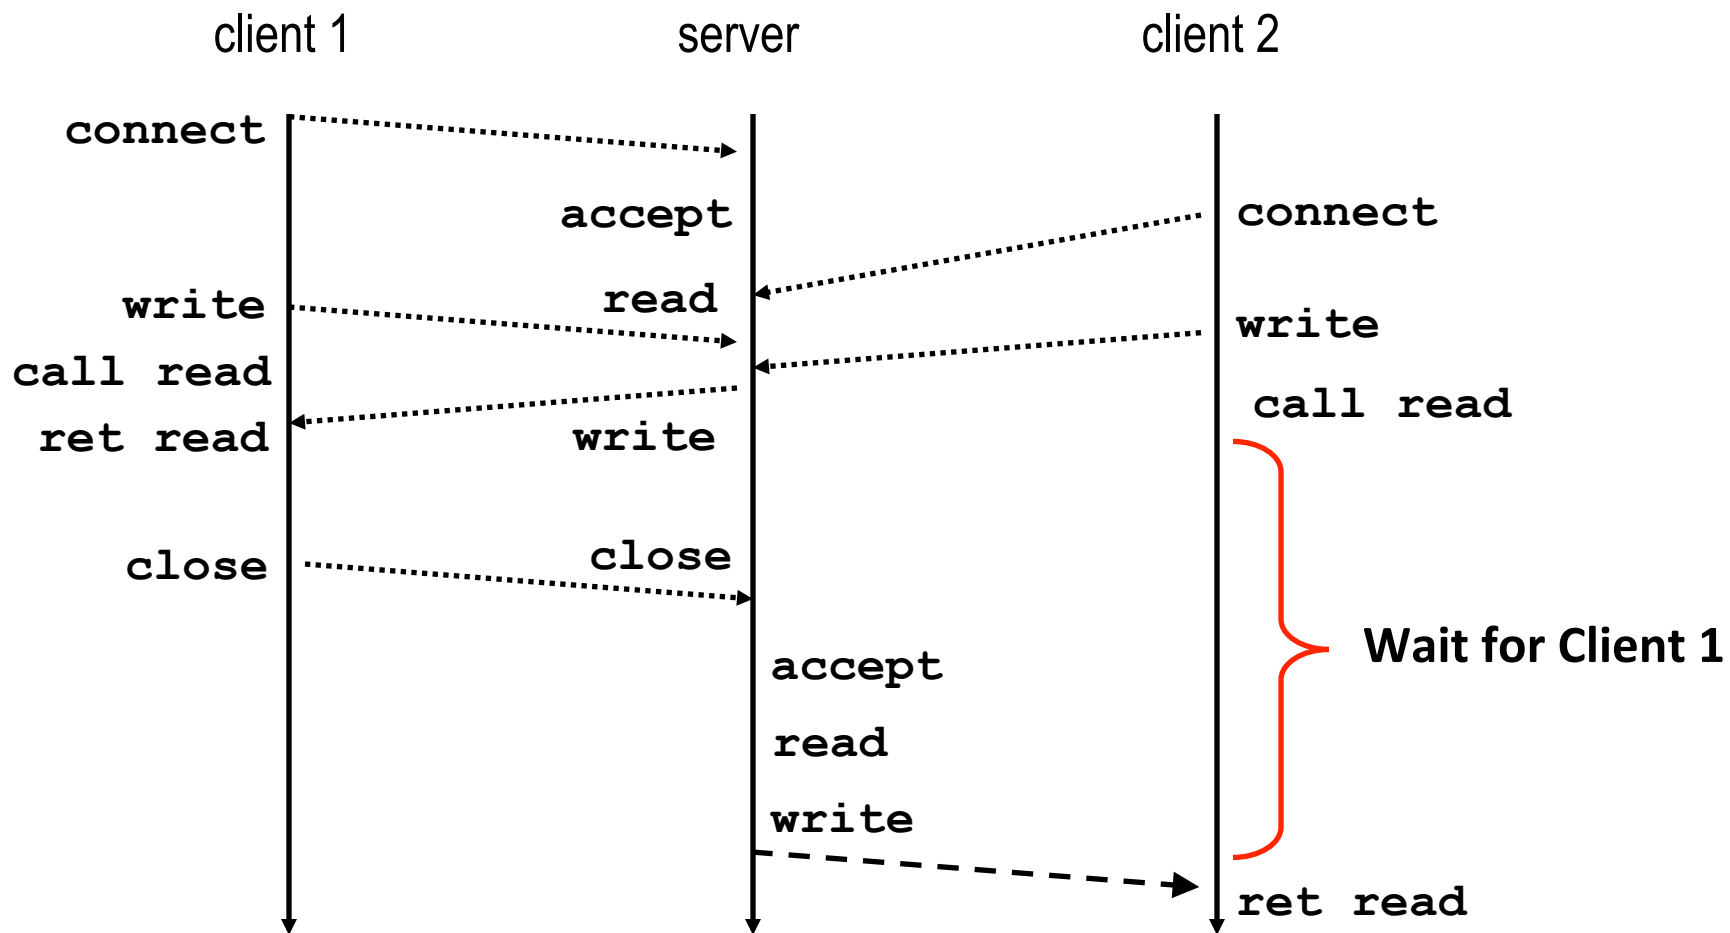 client 1
server
client 2
connect
accept
connect
write
read
write
call read
call read
ret read
write
close
close
Wait for Client 1
accept
read
write
ret read